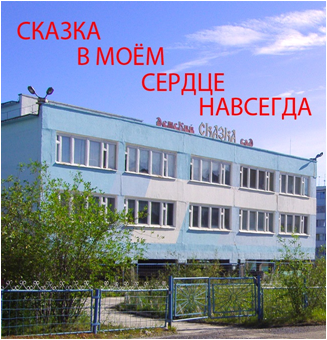 СКАЗКА
В МОЁМ
СЕРДЦЕ
НАВСЕГДА
детский СКАЗКА сад